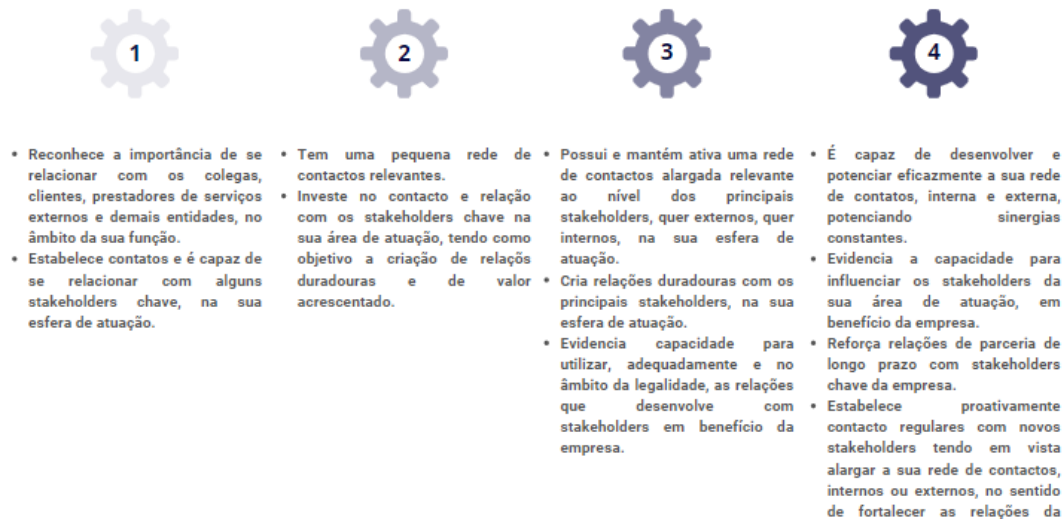 1
2
3
4
• Reconhece a importância de se
relacionar com os colegas,
clientes, prestadores de serviços
externos e demais entidades, no
âmbito da sua função.
• Estabelece contatos e é capaz de
se relacionar com alguns
stakeholders chave, na sua
esfera de atuação.
• Tem uma pequena rede de
contactos relevantes.
• Investe no contacto e relação
com os stakeholders chave na
sua área de atuação, tendo como
objetivo a criação de relaçõs
duradouras e de valor
acrescentado.
• Possui e mantém ativa uma rede
de contactos alargada relevante
ao nível dos principais
stakeholders, quer externos, quer
internos, na sua esfera de
atuação.
• Cria relações duradouras com os
principais stakeholders, na sua
esfera de atuação.
• Evidencia capacidade para
utilizar, adequadamente e no
âmbito da legalidade, as relações
que desenvolve com
stakeholders em benefício da
empresa.
• É capaz de desenvolver e
potenciar eficazmente a sua rede
de contatos, interna e externa,
potenciando sinergias
constantes.
• Evidencia a capacidade para
influenciar os stakeholders da
sua área de atuação, em
benefício da empresa.
• Reforça relações de parceria de
longo prazo com stakeholders
chave da empresa.
• Estabelece proativamente
contacto regulares com novos
stakeholders tendo em vista
alargar a sua rede de contactos,
internos ou externos, no sentido
de fortalecer as relações da